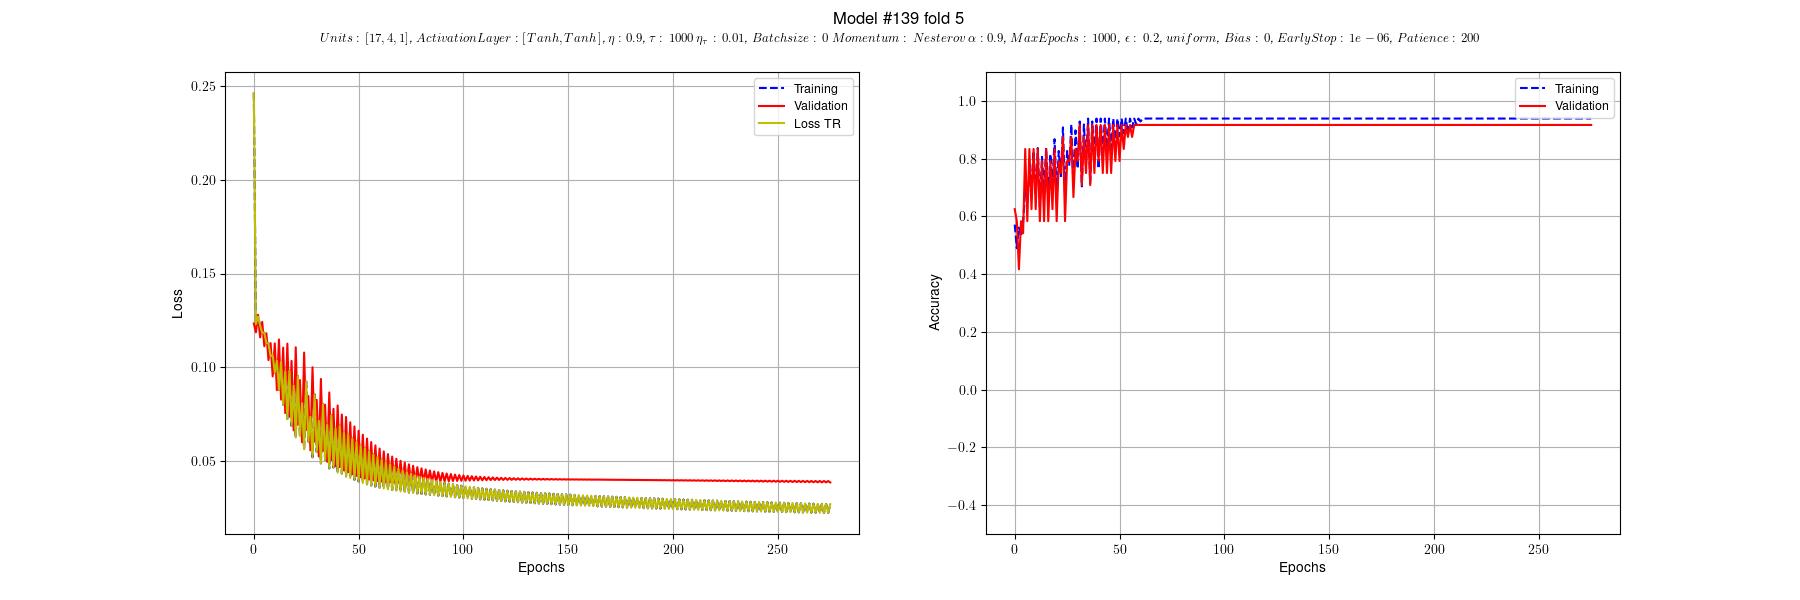 Model #139 fold 5
Units : [17, 4, 1], ActivationLayer : [Tanh, Tanh], η : 0.9, τ : 1000 η_τ : 0.01, Batchsize : 0 Momentum : Nesterov α : 0.9, MaxEpochs : 1000, ϵ : 0.2, uniform, Bias : 0, EarlyStop : 1e − 06, Patience : 200
0.25
0.20
0.15
0.10
0.05
Loss
0 50 100 150 200 250
Epochs
Training
Validation
Loss TR
1.0
0.8
0.6
0.4
0.2
0.0
−0.2
−0.4
Accuracy
0 50 100 150 200 250
Epochs
Training
Validation